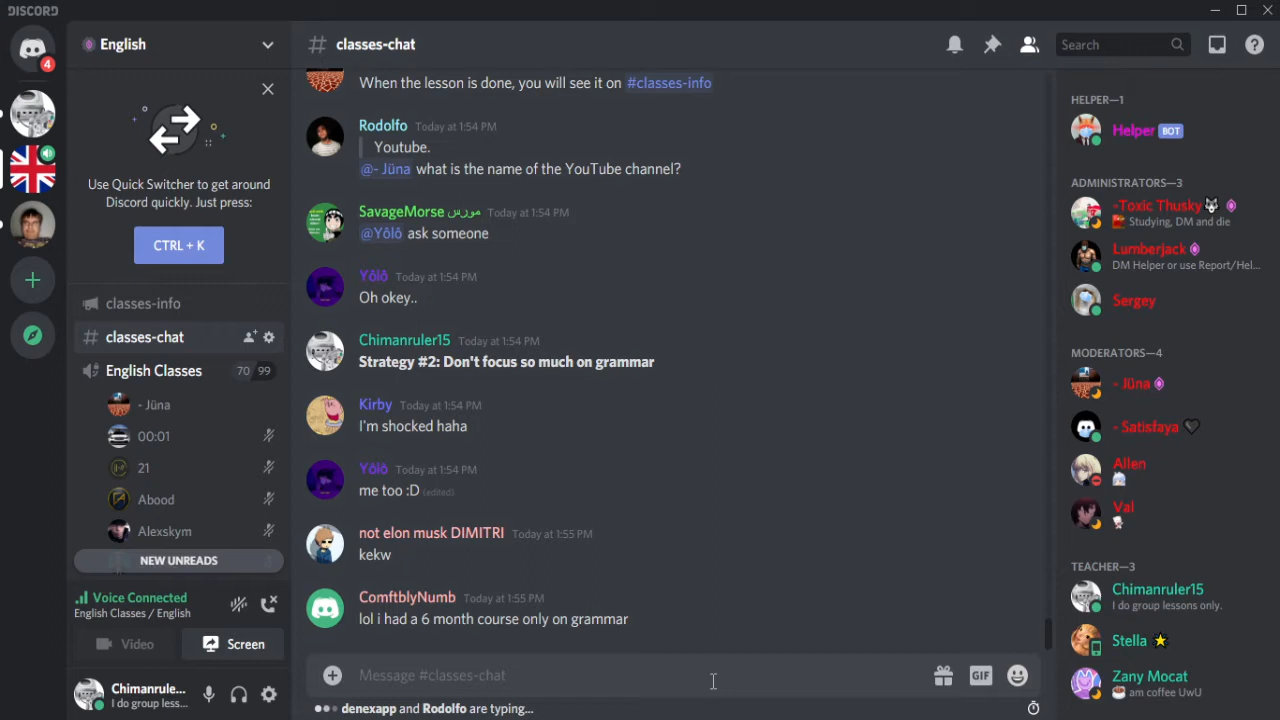 DISCORD
English
# classes-chat
Search
4
Use Quick Switcher to get around
Discord quickly. Just press:
CTRL + K
classes-info
classes-chat
English Classes 70 99
- Jüna
00:01
21
Abood
Alexskym
NEW UNREADS
Voice Connected
English Classes / English
Video
Screen
Chimanrule...
I do group less...
When the lesson is done, you will see it on #classes-info
Rodolfo Today at 1:54 PM
Youtube.
@- Jüna what is the name of the YouTube channel?
SavageMorse مورس Today at 1:54 PM
@Yôlô ask someone
Yôlô Today at 1:54 PM
Oh okey..
Chimanruler15 Today at 1:54 PM
Strategy #2: Don't focus so much on grammar
Kirby Today at 1:54 PM
I'm shocked haha
Yôlô Today at 1:54 PM
me too :D (edited)
not elon musk DIMITRI Today at 1:55 PM
kekw
ComftblyNumb Today at 1:55 PM
lol i had a 6 month course only on grammar
Message #classes-chat
GIF
denexapp and Rodolfo are typing...
HELPER—1
Helper BOT
ADMINISTRATORS—3
-Toxic Thusky
Studying, DM and die
Lumberjack
DM Helper or use Report/Hel...
Sergey
MODERATORS—4
- Jüna
- Satisfaya
Allen
Val
TEACHER—3
Chimanruler15
I do group lessons only.
Stella
Zany Mocat
am coffee UwU